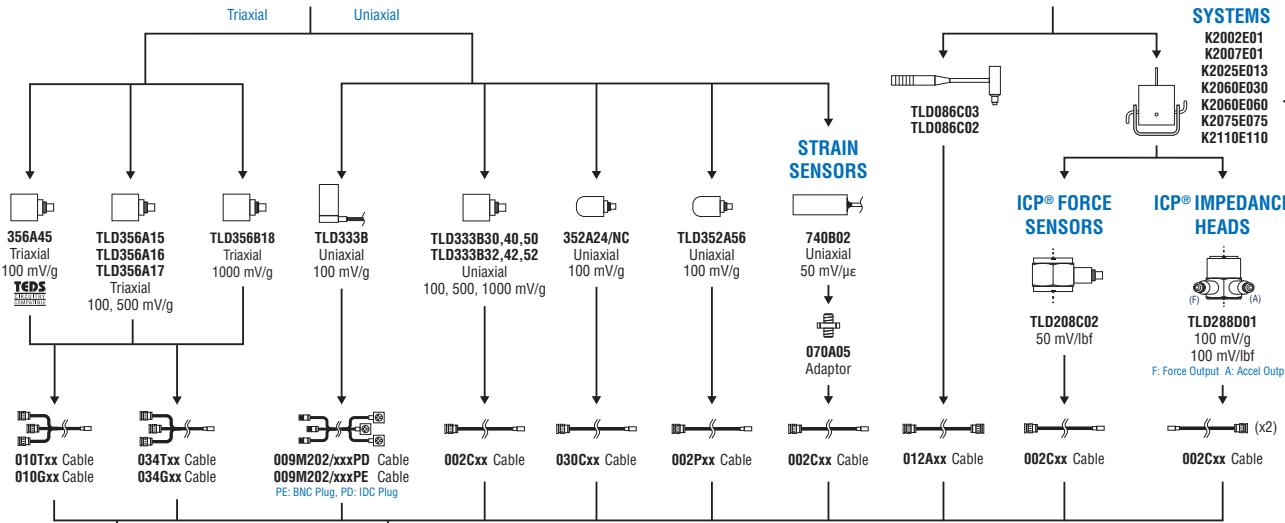 Triaxial
Uniaxial
SYSTEMS
K2002E01
K2007E01
K2025E013
K2060E030
K2060E060
K2075E075
K2110E110
TLD086C03
TLD086C02
STRAIN
SENSORS
ICP® FORCE
SENSORS
ICP® IMPEDANC
HEADS
356A45
Triaxial
100 mV/g
TEDS
CIRCUITRY
COMPATIBLE
TLD356A15
TLD356A16
TLD356A17
Triaxial
100, 500 mV/g
TLD356B18
Triaxial
1000 mV/g
TLD333B
Uniaxial
100 mV/g
TLD333B30,40,50
TLD333B32,42,52
Uniaxial
100, 500, 1000 mV/g
352A24/NC
Uniaxial
100 mV/g
TLD352A56
Uniaxial
100 mV/g
740B02
Uniaxial
50 mV/με
070A05
Adaptor
TLD208C02
50 mV/lbf
(F)
(A)
TLD288D01
100 mV/g
100 mV/lbf
F: Force Output A: Accel Outp
010Txx Cable
010Gxx Cable
034Txx Cable
034Gxx Cable
009M202/xxxPD Cable
009M202/xxxPE Cable
PE: BNC Plug, PD: IDC Plug
002Cxx Cable
030Cxx Cable
002Pxx Cable
002Cxx Cable
012Axx Cable
002Cxx Cable
(x2)
002Cxx Cable